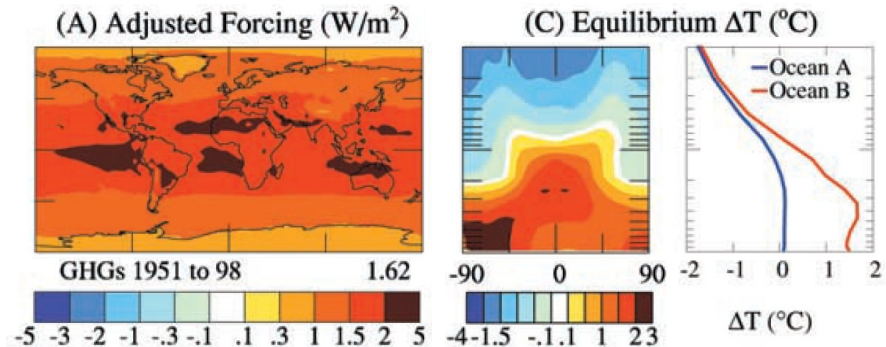 (A) Adjusted Forcing (W/m²)
(C) Equilibrium ΔT (°C)
Ocean A
Ocean B
GHGs 1951 to 98 1.62
-90 0 90
-2 -1 0 1 2
-5 -3 -2 -1 -.3 -.1 .1 .3 1 1.5 2 5
-4 -1.5 -.1 .1 1 2 3
ΔT (°C)